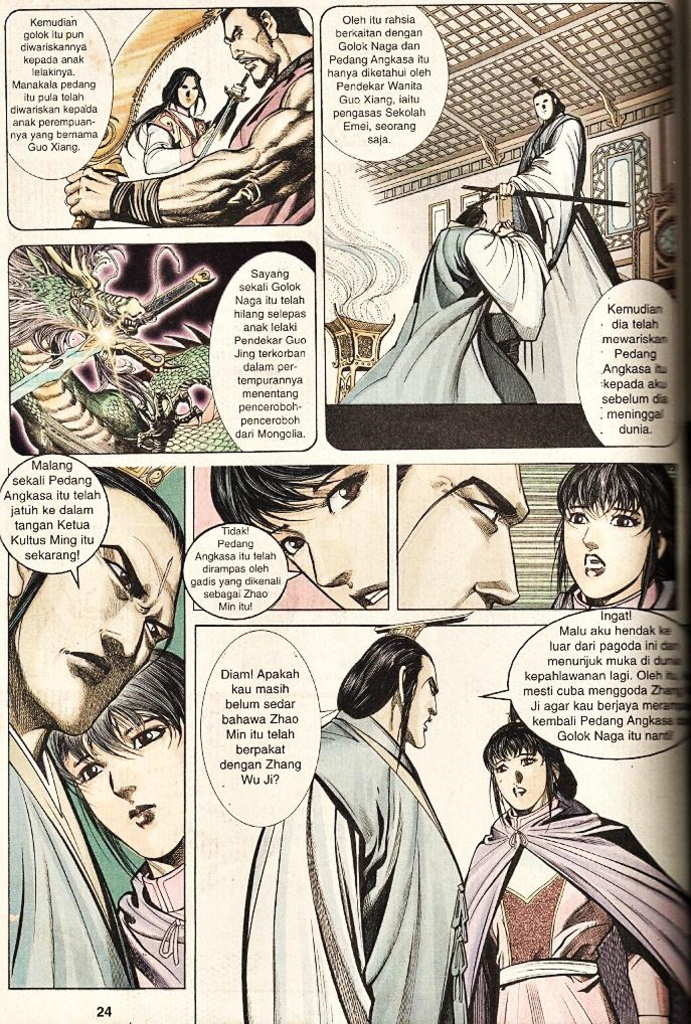 Kemudian
golok itu pun
diwariskannya
kepada anak
lelakinya.
Manakala pedang
itu pula telah
diwariskan kepada
anak perempuan-
nya yang bernama
Guo Xiang.
Oleh itu rahsia
berkaitan dengan
Golok Naga dan
Pedang Angkasa itu
hanya diketahui oleh
Pendekar Wanita
Guo Xiang, iaitu
pengasas Sekolah
Emei, seorang
saja.
Sayang
sekali Golok
Naga itu telah
hilang selepas
anak lelaki
Pendekar Guo
Jing terkorban
dalam per-
tempurannya
menentang
penceroboh-
penceroboh
dari Mongolia.
Kemudian
dia telah
mewariskan
Pedang
Angkasa itu
kepada aku
sebelum dia
meninggal
dunia.
Malang
sekali Pedang
Angkasa itu telah
jatuh ke dalam
tangan Ketua
Kultus Ming itu
sekarang!
Tidak!
Pedang
Angkasa itu telah
dirampas oleh
gadis yang dikenali
sebagai Zhao
Min itu!
Diam! Apakah
kau masih
belum sedar
bahawa Zhao
Min itu telah
berpakat
dengan Zhang
Wu Ji?
Ingat!
Malu aku hendak ke
luar dari pagoda ini dan
menunjuk muka di dunia
kepahlawanan lagi. Oleh itu,
mesti cuba menggoda Zhang
Ji agar kau berjaya
kembali Pedang Angkasa
Golok Naga itu nanti!
24